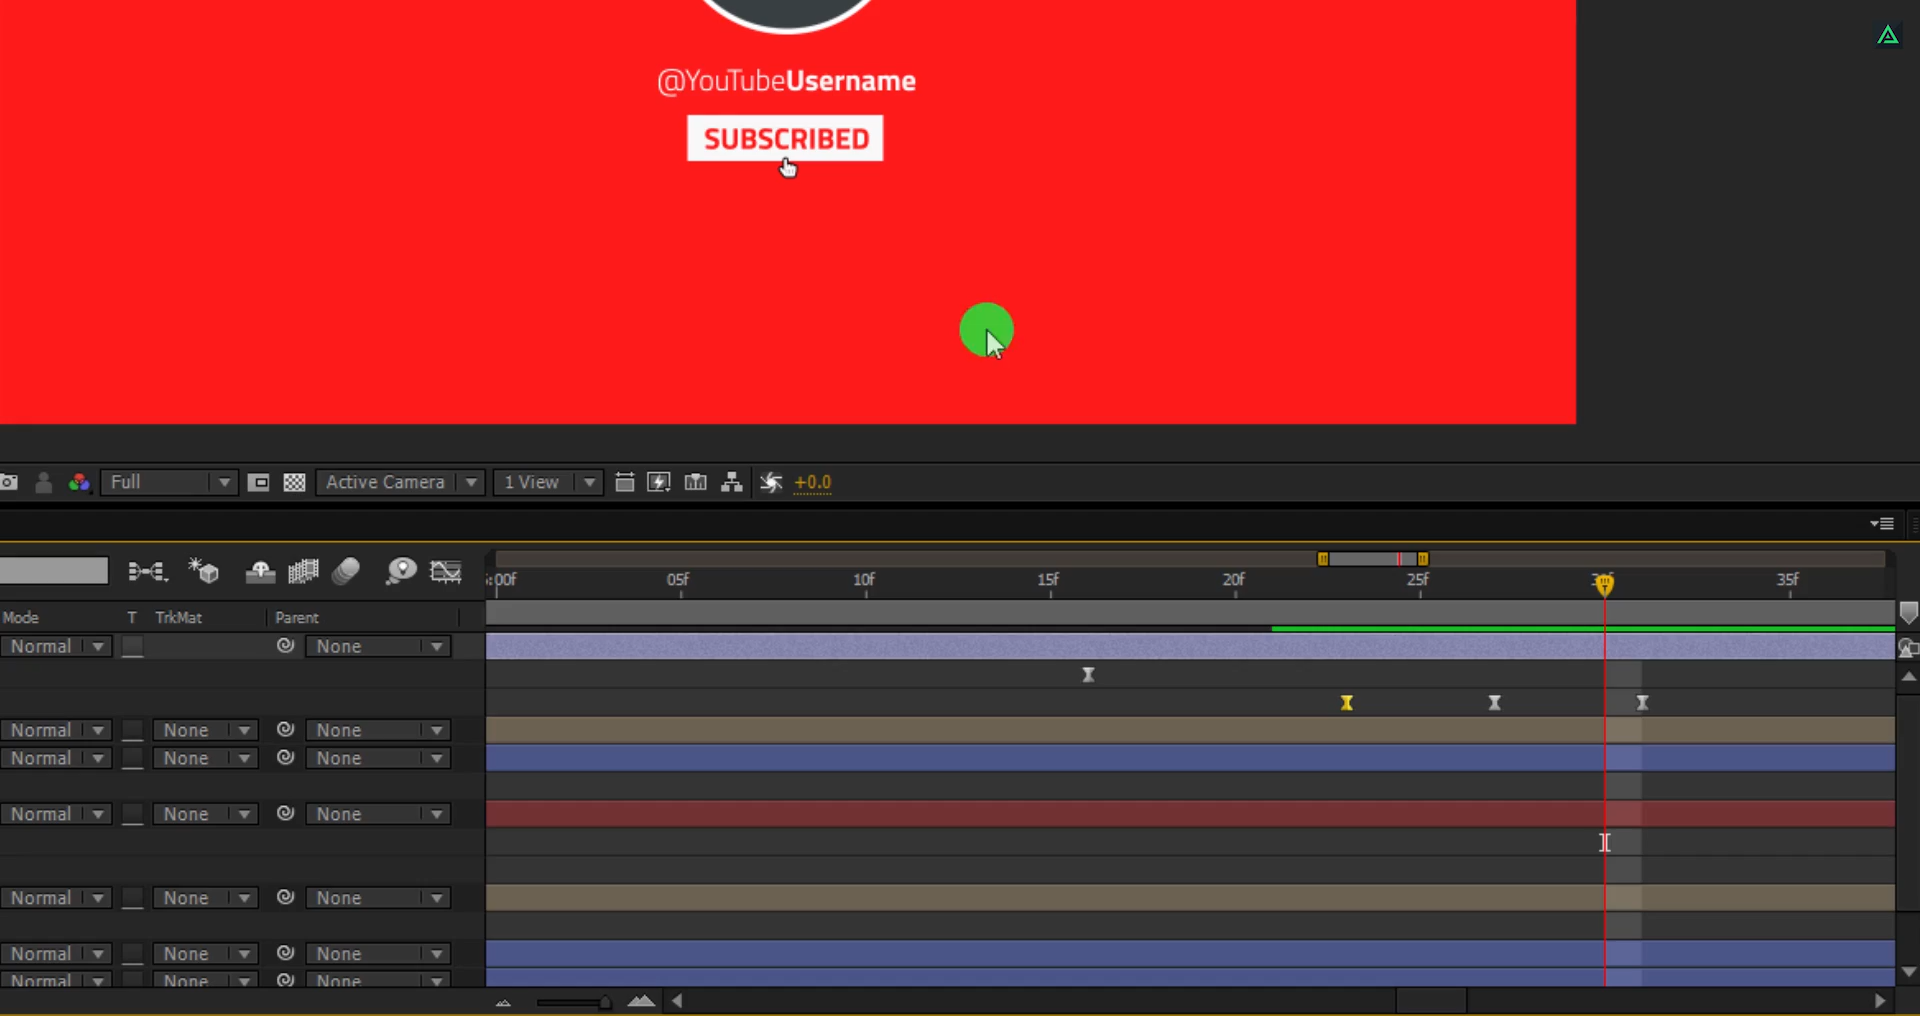 @YouTubeUsername
SUBSCRIBED
Full
Active Camera
1 View
+0.0
:00f 05f 10f 15f 20f 25f 35f
Mode T TrkMat Parent
Normal None
Normal None None
Normal None None
Normal None None
Normal None None
Normal None None
Normal None None